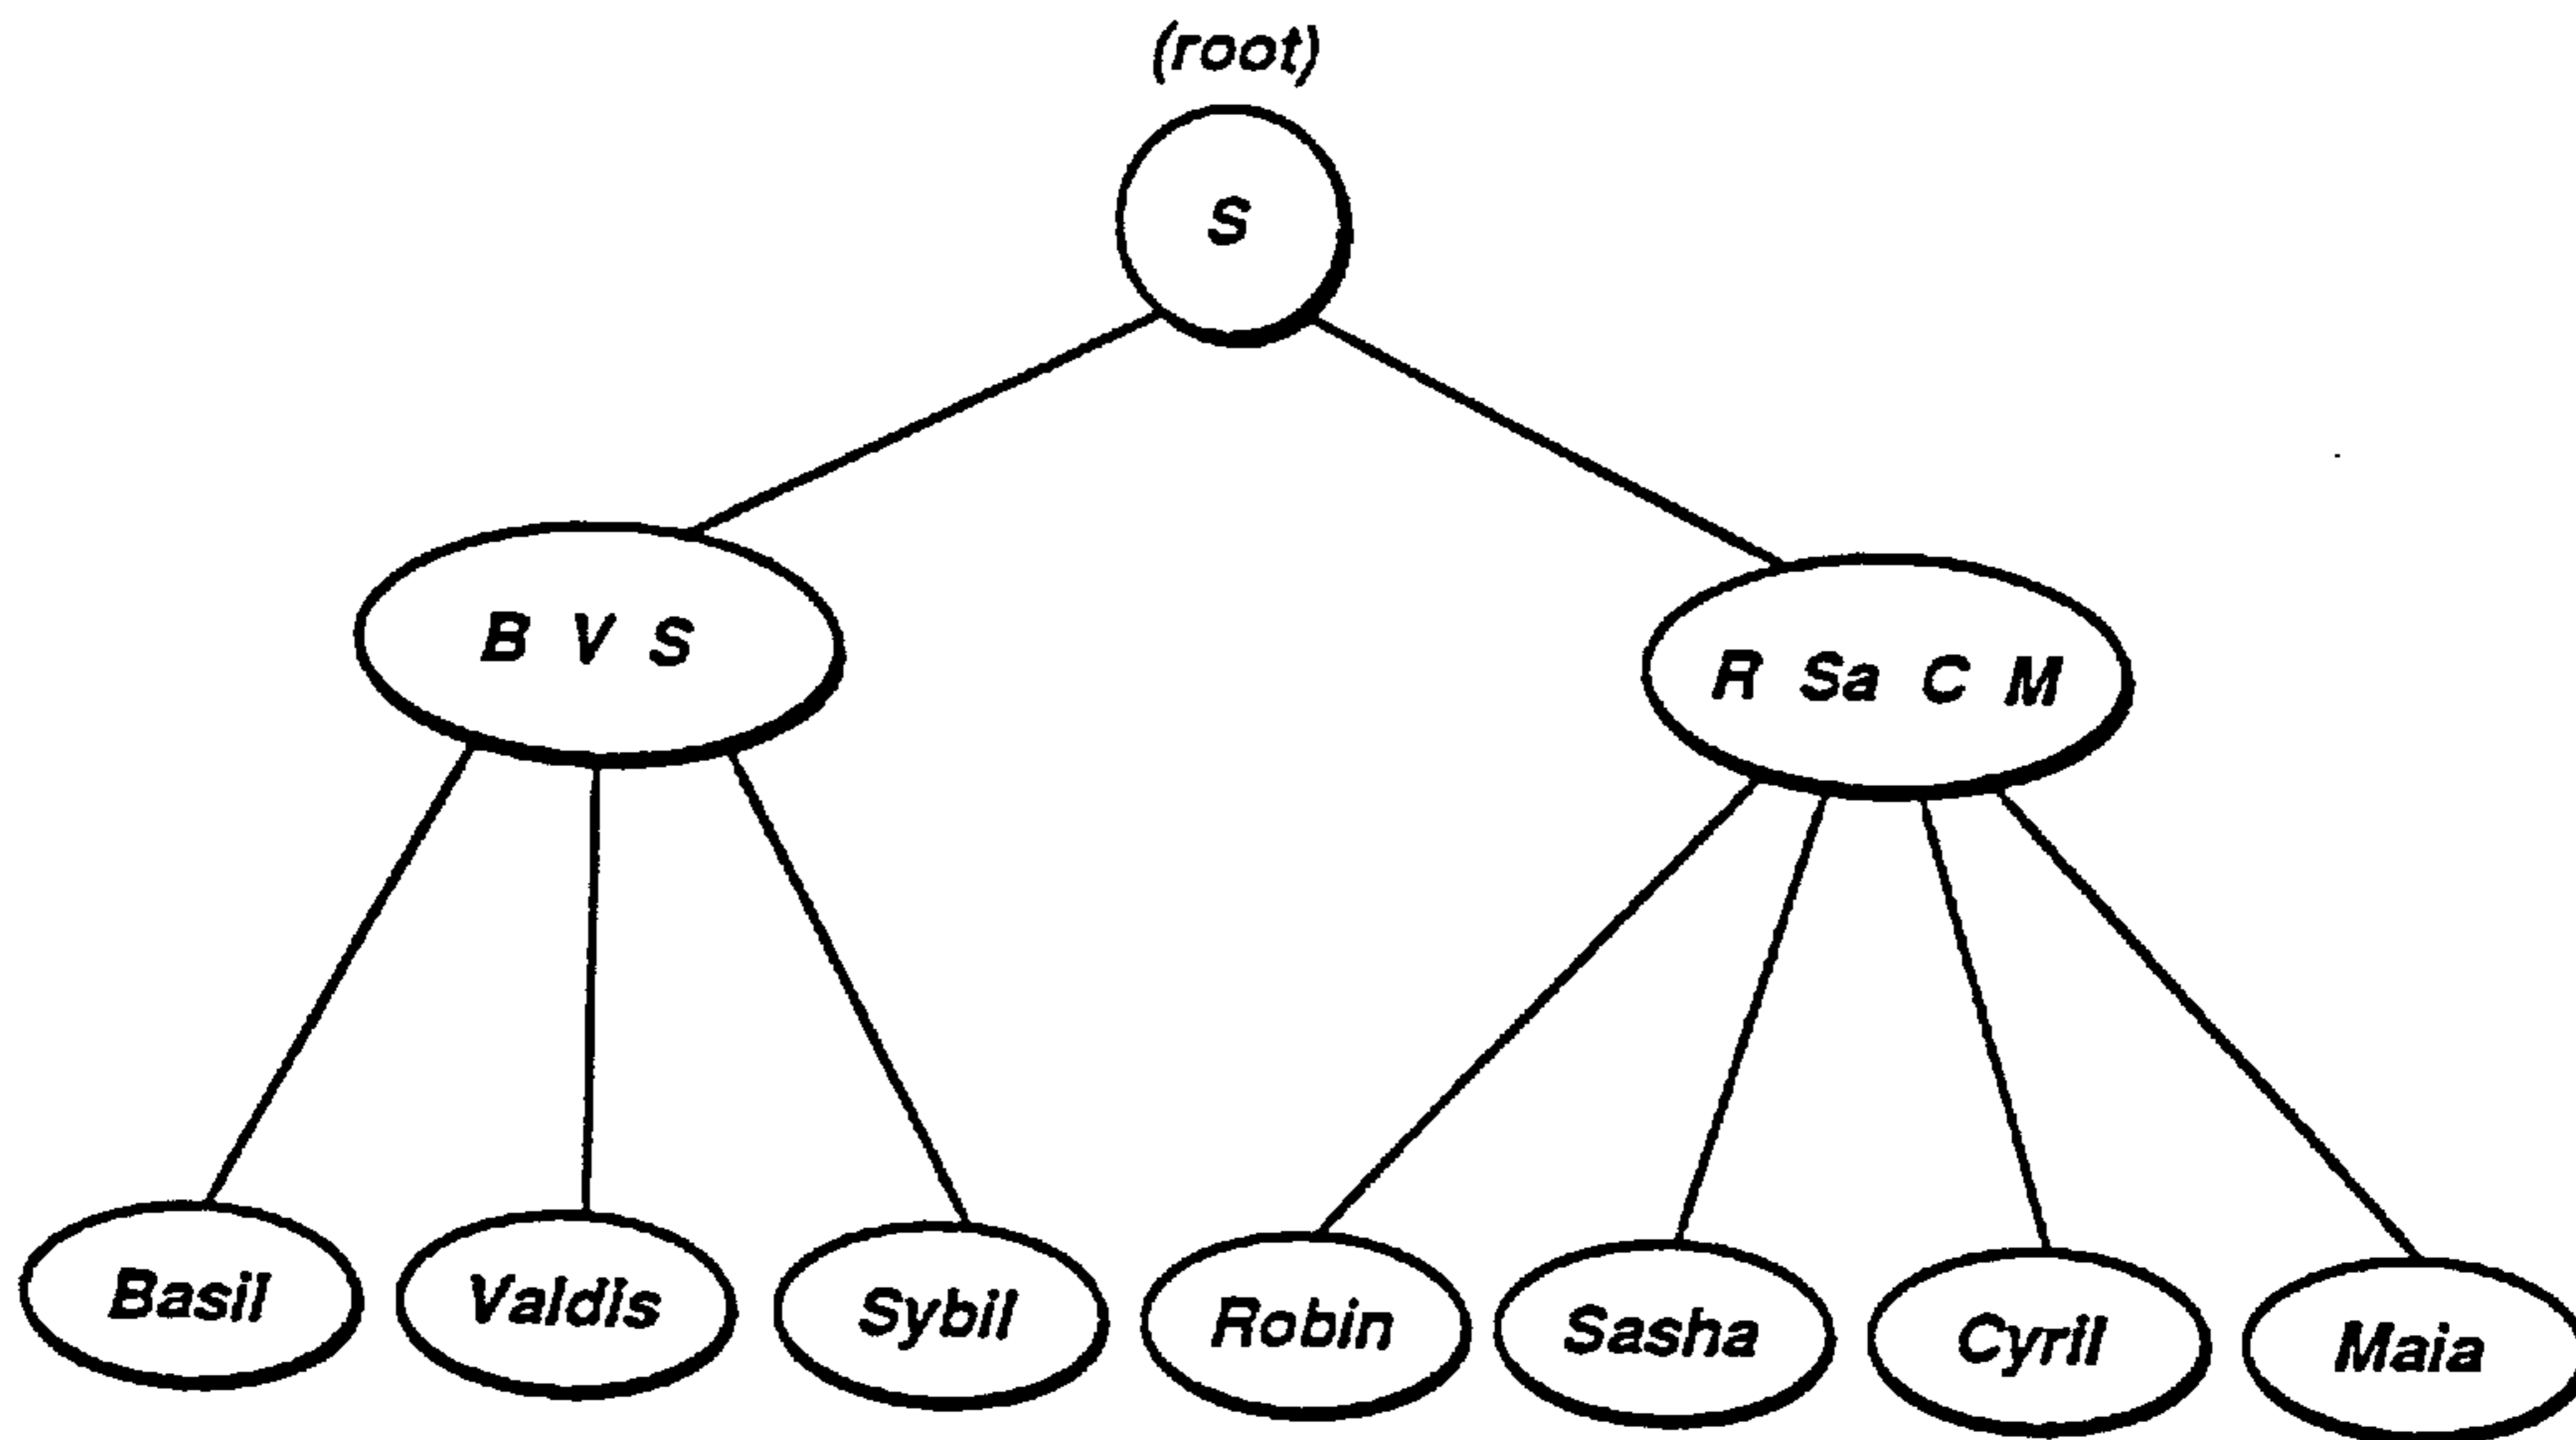 (root)
S
B V S
R Sa C M
Basil Valdis Sybil Robin Sasha Cyril Maia